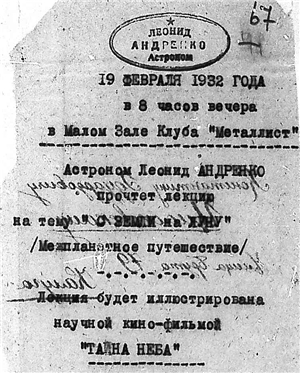 67
ЛЕОНИД
АНДРЕНКО
Астроном
19 ФЕВРАЛЯ 1932 ГОДА
в 8 часов вечера
в Малом Зале Клуба "Металлист"
Астроном Леонид АНДРЕНКО
прочтет лекцию
на тему "С ЗЕМЛИ на ЛУНУ"
/Межпланетное путешествие/
Лекция будет иллюстрирована
научной кино-фильмой
"ТАЙНА НЕБА"